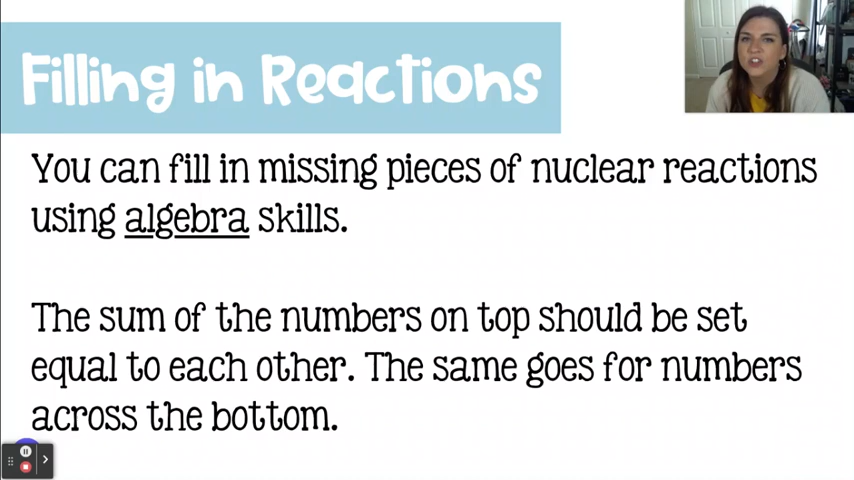 Filling in Reactions
You can fill in missing pieces of nuclear reactions
using algebra skills.
The sum of the numbers on top should be set
equal to each other. The same goes for numbers
across the bottom.